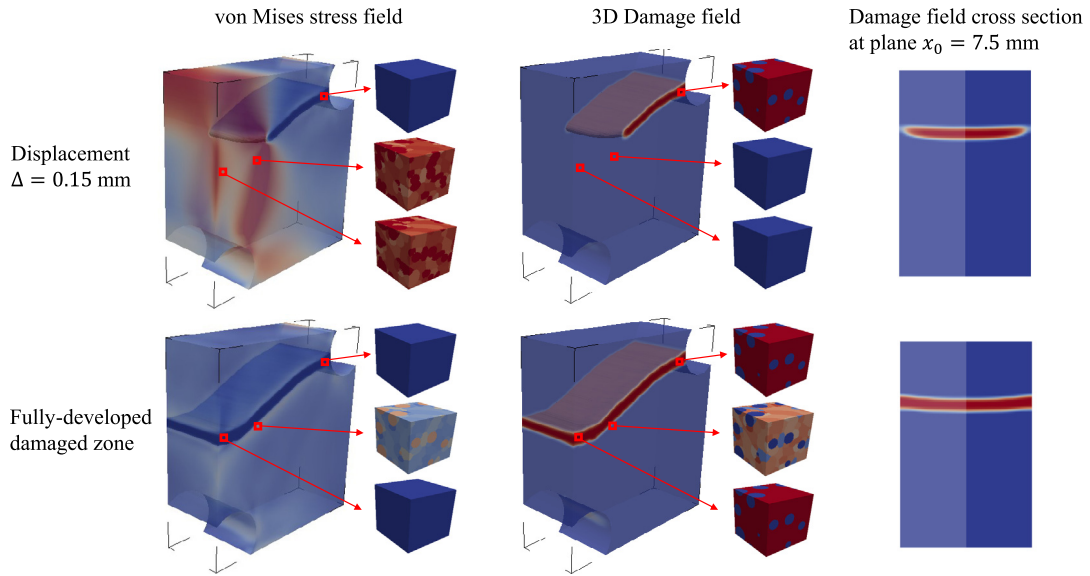 von Mises stress field
3D Damage field
Damage field cross section
at plane x₀ = 7.5 mm
Displacement
Δ = 0.15 mm
Fully-developed
damaged zone